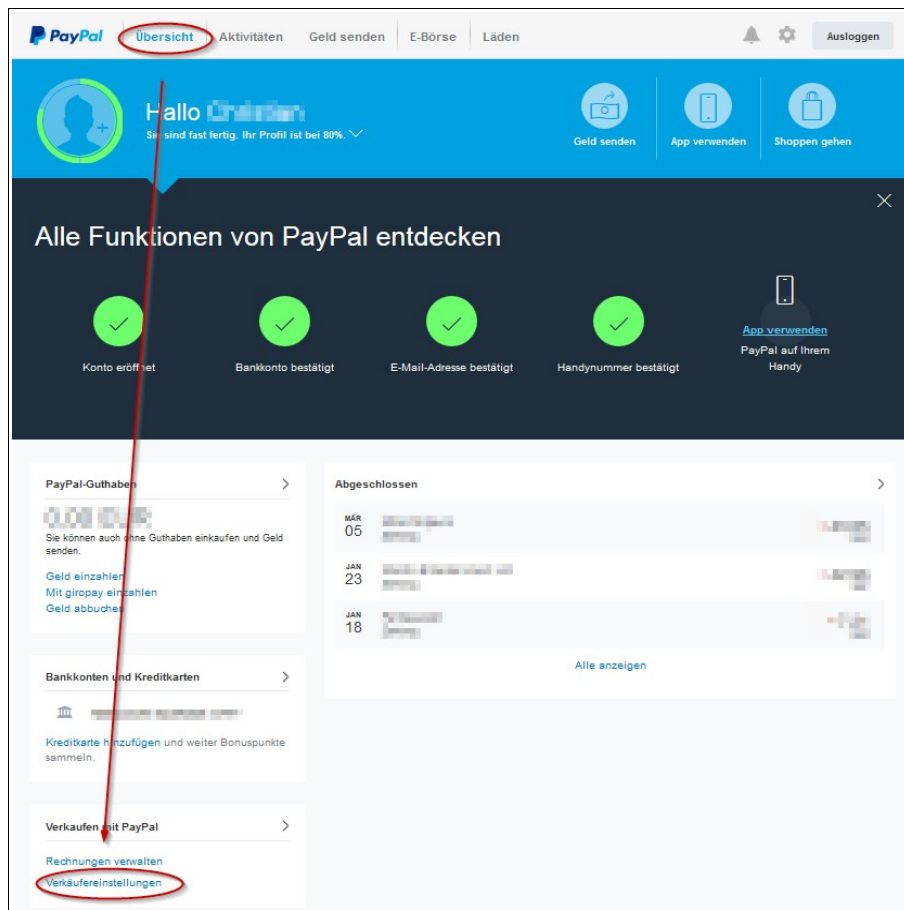 PayPal Übersicht Aktivitäten Geld senden E-Börse Läden Ausloggen
Hallo
Sie sind fast fertig. Ihr Profil ist bei 80%.
Geld senden App verwenden Shoppen gehen
Alle Funktionen von PayPal entdecken
Konto eröffnet Bankkonto bestätigt E-Mail-Adresse bestätigt Handynummer bestätigt
App verwenden
PayPal auf Ihrem
Handy
PayPal-Guthaben
Sie können auch ohne Guthaben einkaufen und Geld
senden.
Geld einzahlen
Mit giropay einzahlen
Geld abbuchen
Bankkonten und Kreditkarten
Kreditkarte hinzufügen und weiter Bonuspunkte
sammeln.
Verkaufen mit PayPal
Rechnungen verwalten
Verkäufereinstellungen
Abgeschlossen
MÄR
05
JAN
23
JAN
18
Alle anzeigen